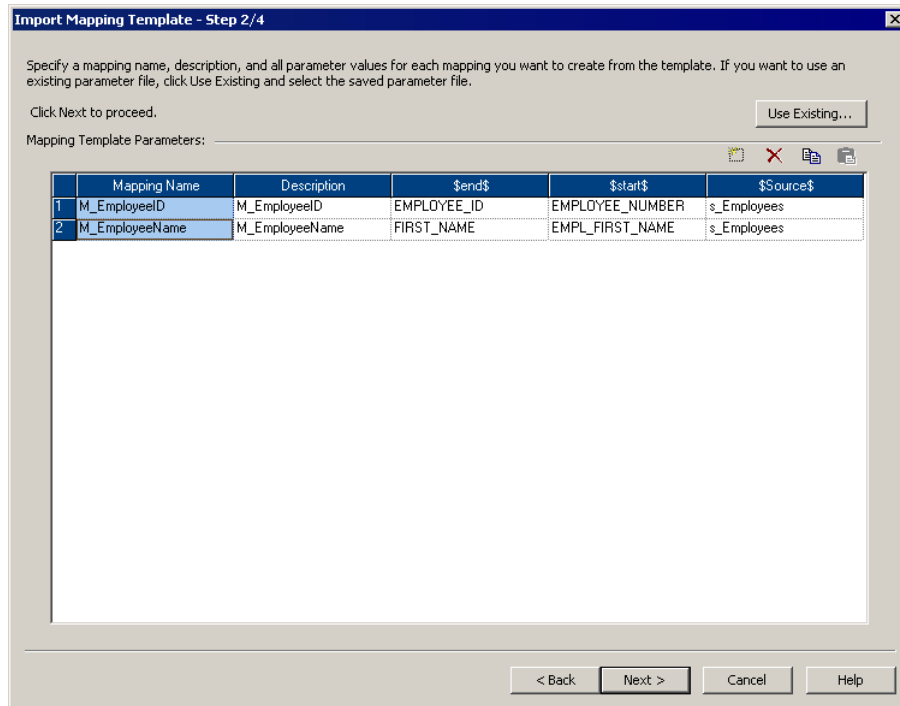 Import Mapping Template - Step 2/4
Specify a mapping name, description, and all parameter values for each mapping you want to create from the template. If you want to use an
existing parameter file, click Use Existing and select the saved parameter file.
Click Next to proceed.
Use Existing...
Mapping Template Parameters:
Mapping Name Description $end$ $start$ $Source$
1 M_EmployeeID M_EmployeeID EMPLOYEE_ID EMPLOYEE_NUMBER s_Employees
2 M_EmployeeName M_EmployeeName FIRST_NAME EMPL_FIRST_NAME s_Employees
< Back Next > Cancel Help